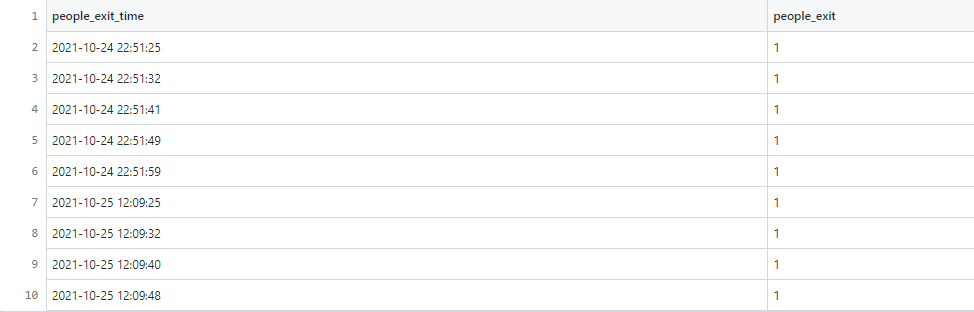 1 people_exit_time people_exit
2 2021-10-24 22:51:25 1
3 2021-10-24 22:51:32 1
4 2021-10-24 22:51:41 1
5 2021-10-24 22:51:49 1
6 2021-10-24 22:51:59 1
7 2021-10-25 12:09:25 1
8 2021-10-25 12:09:32 1
9 2021-10-25 12:09:40 1
10 2021-10-25 12:09:48 1